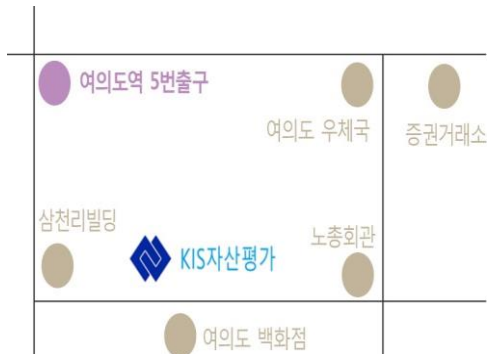 여의도역 5번출구
여의도 우체국
증권거래소
삼천리빌딩
노총회관
KIS자산평가
여의도 백화점